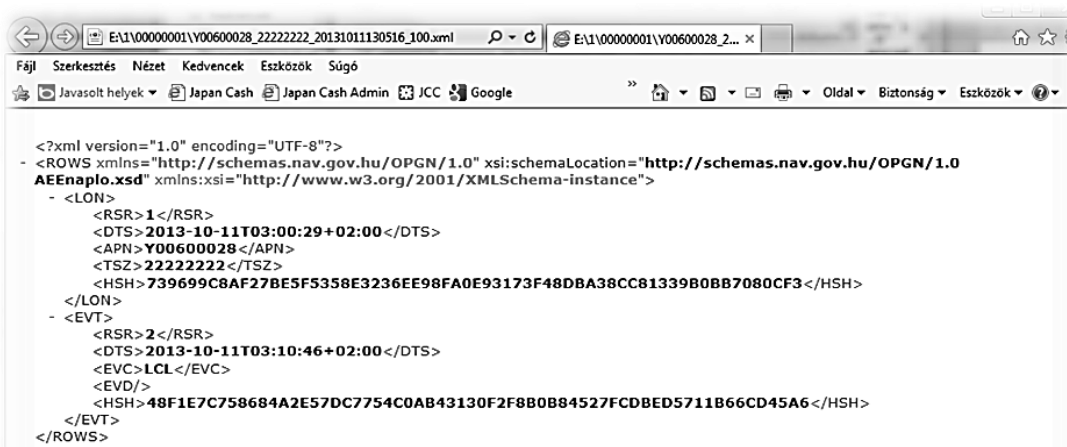 E:\1\00000001\Y00600028_22222222_20131011130516_100.xml E:\1\00000001\Y00600028_2...
Fájl Szerkesztés Nézet Kedvencek Eszközök Súgó
Javasolt helyek Japan Cash Japan Cash Admin JCC Google » Oldal Biztonság Eszközök
<?xml version="1.0" encoding="UTF-8"?>
- <ROWS xmlns="http://schemas.nav.gov.hu/OPGN/1.0" xsi:schemaLocation="http://schemas.nav.gov.hu/OPGN/1.0
AEEnaplo.xsd" xmlns:xsi="http://www.w3.org/2001/XMLSchema-instance">
- <LON>
<RSR>1</RSR>
<DTS>2013-10-11T03:00:29+02:00</DTS>
<APN>Y00600028</APN>
<TSZ>22222222</TSZ>
<HSH>739699C8AF27BE5F5358E3236EE98FA0E93173F48DBA38CC81339B0BB7080CF3</HSH>
</LON>
- <EVT>
<RSR>2</RSR>
<DTS>2013-10-11T03:10:46+02:00</DTS>
<EVC>LCL</EVC>
<EVD/>
<HSH>48F1E7C758684A2E57DC7754C0AB43130F2F8B0B84527FCDBED5711B66CD45A6</HSH>
</EVT>
</ROWS>